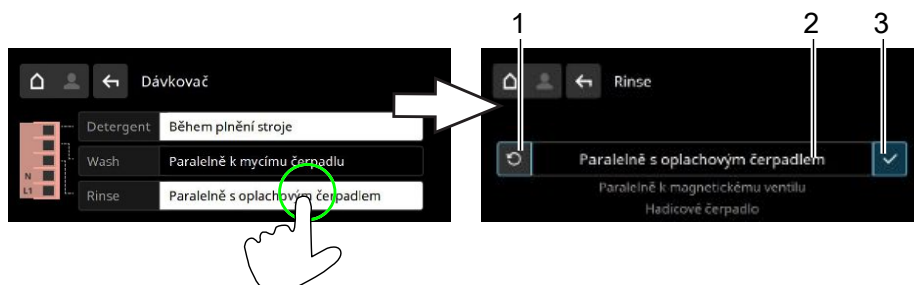 1 2 3
Dávkovač
Detergent Během plnění stroje
Wash Paralelně k mycímu čerpadlu
N
L1
Rinse Paralelně s oplachovým čerpadlem
Rinse
Paralelně s oplachovým čerpadlem
Paralelně k magnetickému ventilu
Hadicové čerpadlo